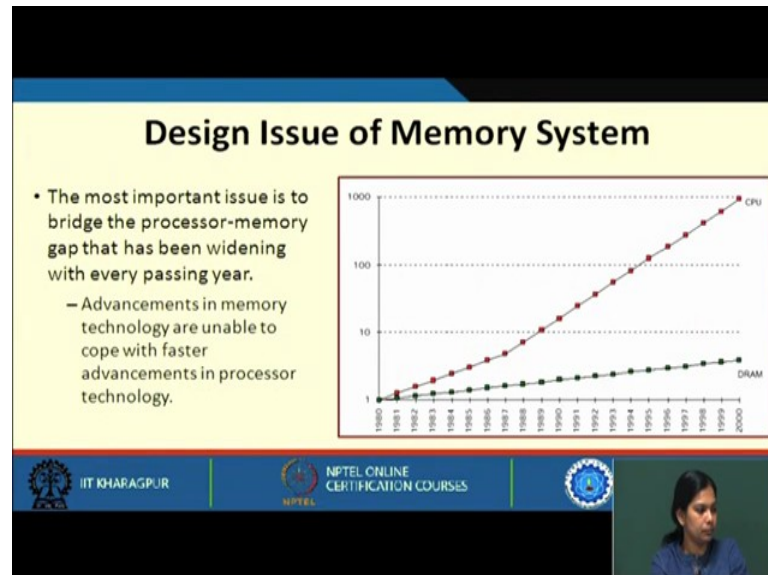 Design Issue of Memory System
• The most important issue is to
bridge the processor-memory
gap that has been widening
with every passing year.
– Advancements in memory
technology are unable to
cope with faster
advancements in processor
technology.
1000
100
10
1
CPU
DRAM
1980
1981
1982
1983
1984
1985
1986
1987
1988
1989
1990
1991
1992
1993
1994
1995
1996
1997
1998
1999
2000
IIT KHARAGPUR
NPTEL
NPTEL ONLINE
CERTIFICATION COURSES